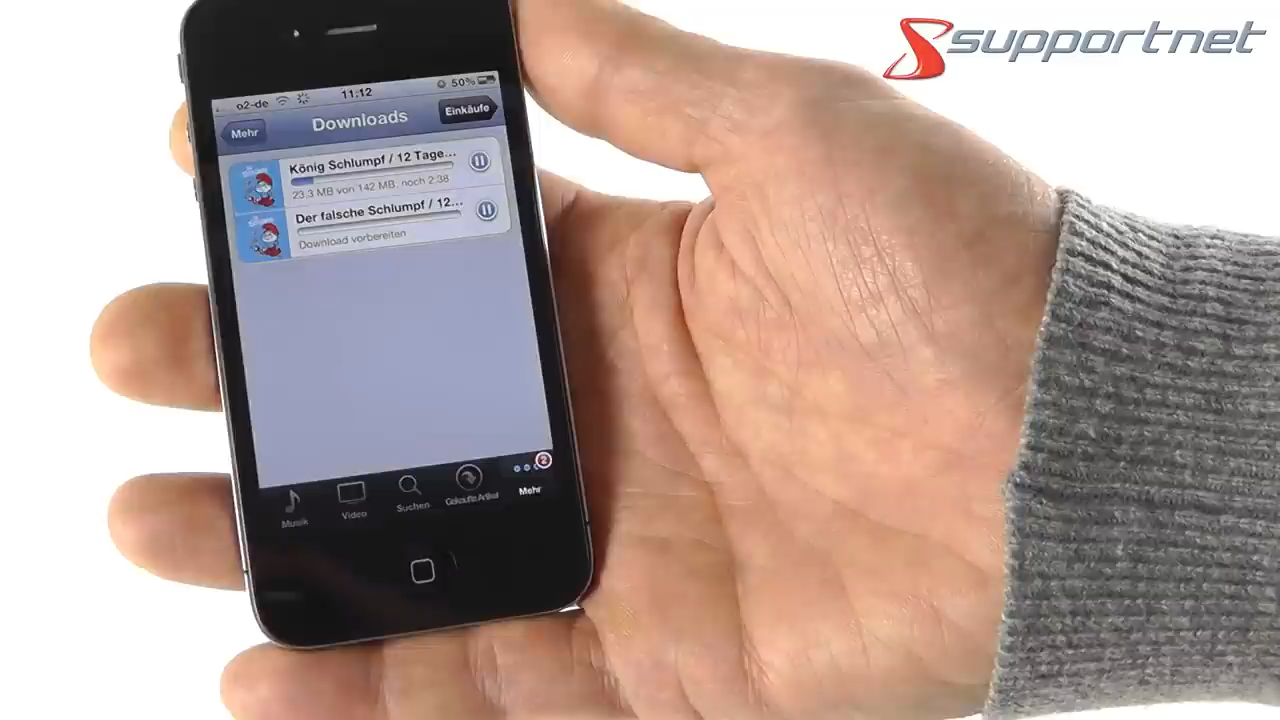 supportnet
o2-de 11:12 50%
Mehr Downloads Einkäufe
König Schlumpf / 12 Tage...
23.3 MB von 142 MB, noch 2:38
Der falsche Schlumpf / 12...
Download vorbereiten
2
Musik Video Suchen Gekaufte Artikel Mehr